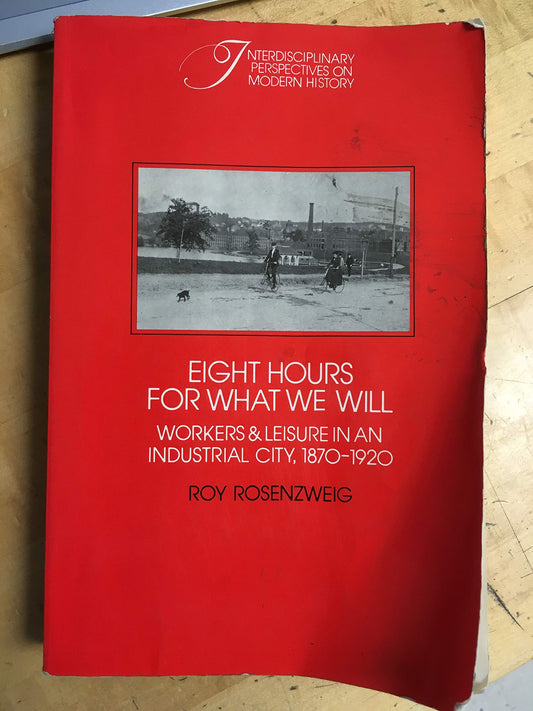 INTERDISCIPLINARY
PERSPECTIVES ON
MODERN HISTORY
EIGHT HOURS
FOR WHAT WE WILL
WORKERS & LEISURE IN AN
INDUSTRIAL CITY, 1870–1920
ROY ROSENZWEIG